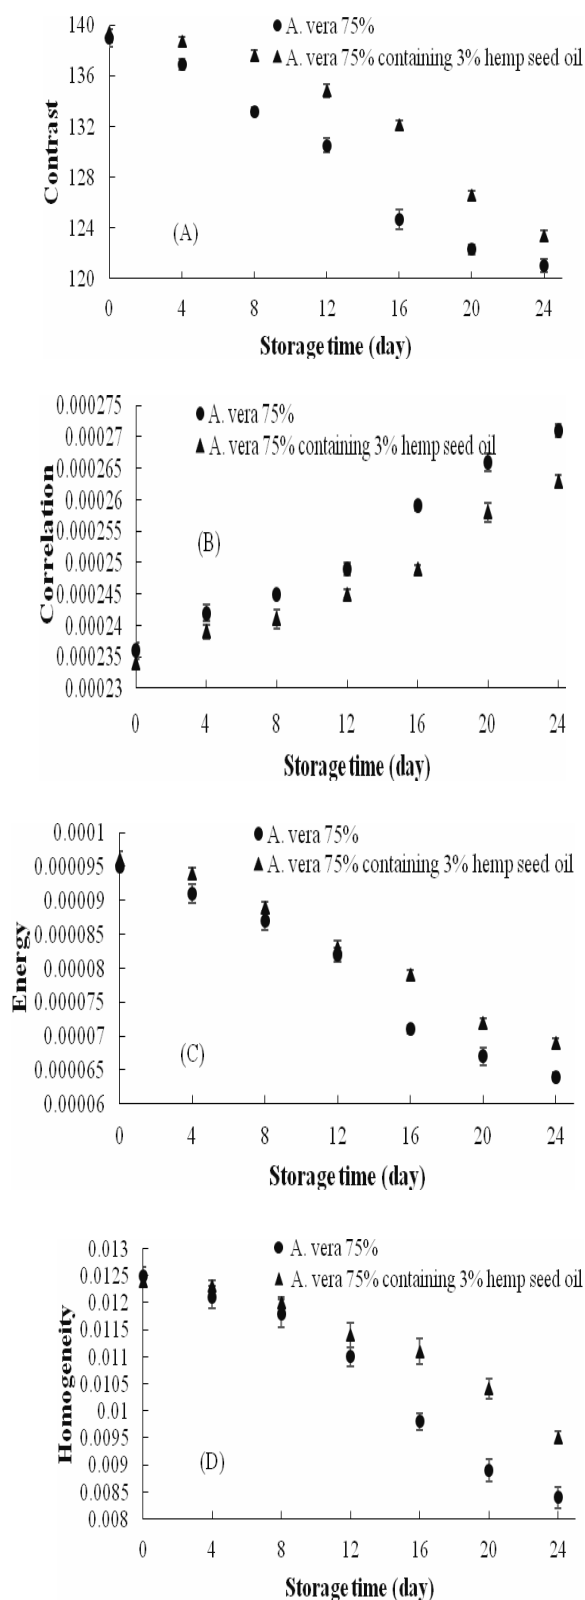 140
136
132
128
124
120
Contrast
A. vera 75%
A. vera 75% containing 3% hemp seed oil
(A)
0 4 8 12 16 20 24
Storage time (day)
0.000275
0.00027
0.000265
0.00026
0.000255
0.00025
0.000245
0.00024
0.000235
0.00023
Correlation
A. vera 75%
A. vera 75% containing 3% hemp seed oil
(B)
0 4 8 12 16 20 24
Storage time (day)
0.0001
0.000095
0.00009
0.000085
0.00008
0.000075
0.00007
0.000065
0.00006
Energy
A. vera 75%
A. vera 75% containing 3% hemp seed oil
(C)
0 4 8 12 16 20 24
Storage time (day)
0.013
0.0125
0.012
0.0115
0.011
0.0105
0.01
0.0095
0.009
0.0085
0.008
Homogeneity
A. vera 75%
A. vera 75% containing 3% hemp seed oil
(D)
0 4 8 12 16 20 24
Storage time (day)